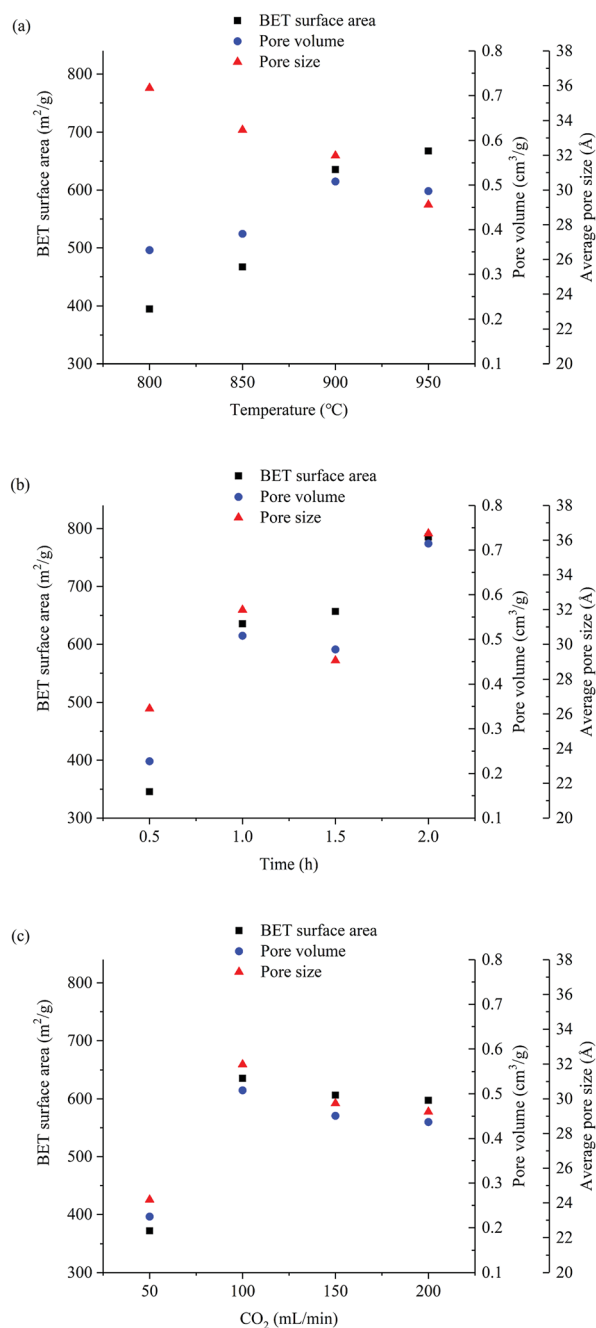 (a)
BET surface area
Pore volume
Pore size
BET surface area (m²/g)
800
700
600
500
400
300
800 850 900 950
Temperature (℃)
0.8
0.7
0.6
0.5
0.4
0.3
0.2
0.1
Pore volume (cm³/g)
38
36
34
32
30
28
26
24
22
20
Average pore size (Å)
(b)
BET surface area
Pore volume
Pore size
BET surface area (m²/g)
800
700
600
500
400
300
0.5 1.0 1.5 2.0
Time (h)
0.8
0.7
0.6
0.5
0.4
0.3
0.2
0.1
Pore volume (cm³/g)
38
36
34
32
30
28
26
24
22
20
Average pore size (Å)
(c)
BET surface area
Pore volume
Pore size
BET surface area (m²/g)
800
700
600
500
400
300
50 100 150 200
CO₂ (mL/min)
0.8
0.7
0.6
0.5
0.4
0.3
0.2
0.1
Pore volume (cm³/g)
38
36
34
32
30
28
26
24
22
20
Average pore size (Å)